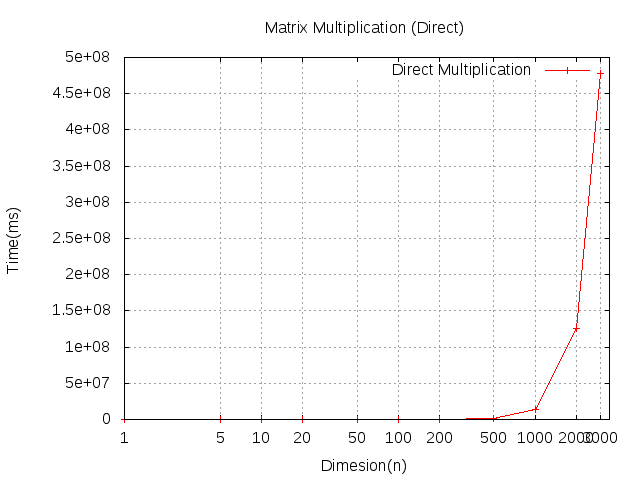 Matrix Multiplication (Direct)
Direct Multiplication
5e+08
4.5e+08
4e+08
3.5e+08
3e+08
2.5e+08
2e+08
1.5e+08
1e+08
5e+07
0
Time(ms)
1 5 10 20 50 100 200 500 1000 2000 3000
Dimesion(n)